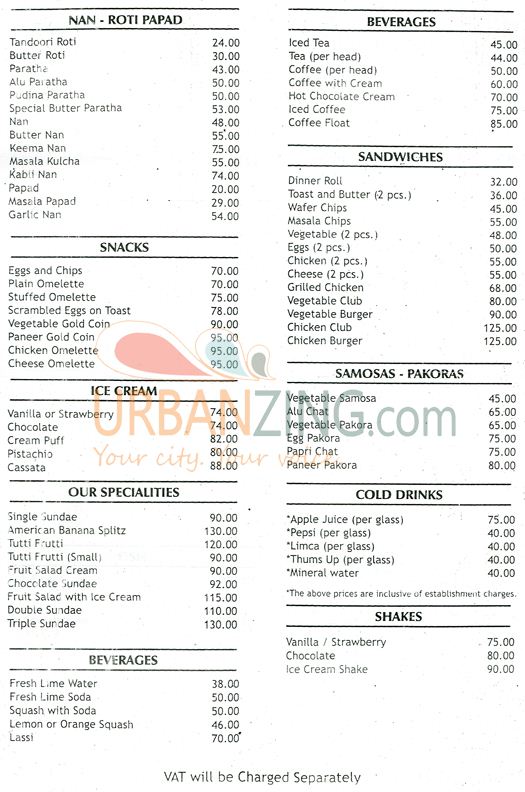 NAN - ROTI PAPAD
Tandoori Roti 24.00
Butter Roti 30.00
Paratha 43.00
Alu Paratha 50.00
Pudina Paratha 50.00
Special Butter Paratha 53.00
Nan 48.00
Butter Nan 55.00
Keema Nan 75.00
Masala Kulcha 55.00
Kabli Nan 74.00
Papad 20.00
Masala Papad 29.00
Garlic Nan 54.00
SNACKS
Eggs and Chips 70.00
Plain Omelette 70.00
Stuffed Omelette 75.00
Scrambled Eggs on Toast 78.00
Vegetable Gold Coin 90.00
Paneer Gold Coin 95.00
Chicken Omelette 95.00
Cheese Omelette 95.00
ICE CREAM
Vanilla or Strawberry 74.00
Chocolate 74.00
Cream Puff 82.00
Pistachio 80.00
Cassata 88.00
OUR SPECIALITIES
Single Sundae 90.00
American Banana Splitz 130.00
Tutti Frutti 120.00
Tutti Frutti (Small) 90.00
Fruit Salad Cream 90.00
Chocolate Sundae 92.00
Fruit Salad with Ice Cream 115.00
Double Sundae 110.00
Triple Sundae 130.00
BEVERAGES
Fresh Lime Water 38.00
Fresh Lime Soda 50.00
Squash with Soda 50.00
Lemon or Orange Squash 46.00
Lassi 70.00
BEVERAGES
Iced Tea 45.00
Tea (per head) 44.00
Coffee (per head) 50.00
Coffee with Cream 60.00
Hot Chocolate Cream 70.00
Iced Coffee 75.00
Coffee Float 85.00
SANDWICHES
Dinner Roll 32.00
Toast and Butter (2 pcs.) 36.00
Wafer Chips 45.00
Masala Chips 55.00
Vegetable (2 pcs.) 48.00
Eggs (2 pcs.) 50.00
Chicken (2 pcs.) 55.00
Cheese (2 pcs.) 55.00
Grilled Chicken 68.00
Vegetable Club 80.00
Vegetable Burger 90.00
Chicken Club 125.00
Chicken Burger 125.00
SAMOSAS - PAKORAS
Vegetable Samosa 45.00
Alu Chat 65.00
Vegetable Pakora 65.00
Egg Pakora 75.00
Papri Chat 75.00
Paneer Pakora 80.00
COLD DRINKS
*Apple Juice (per glass) 75.00
*Pepsi (per glass) 40.00
*Limca (per glass) 40.00
*Thums Up (per glass) 40.00
*Mineral water 40.00
*The above prices are inclusive of establishment charges.
SHAKES
Vanilla / Strawberry 75.00
Chocolate 80.00
Ice Cream Shake 90.00
VAT will be Charged Separately
URBANZING.com
Your city. Your voice.